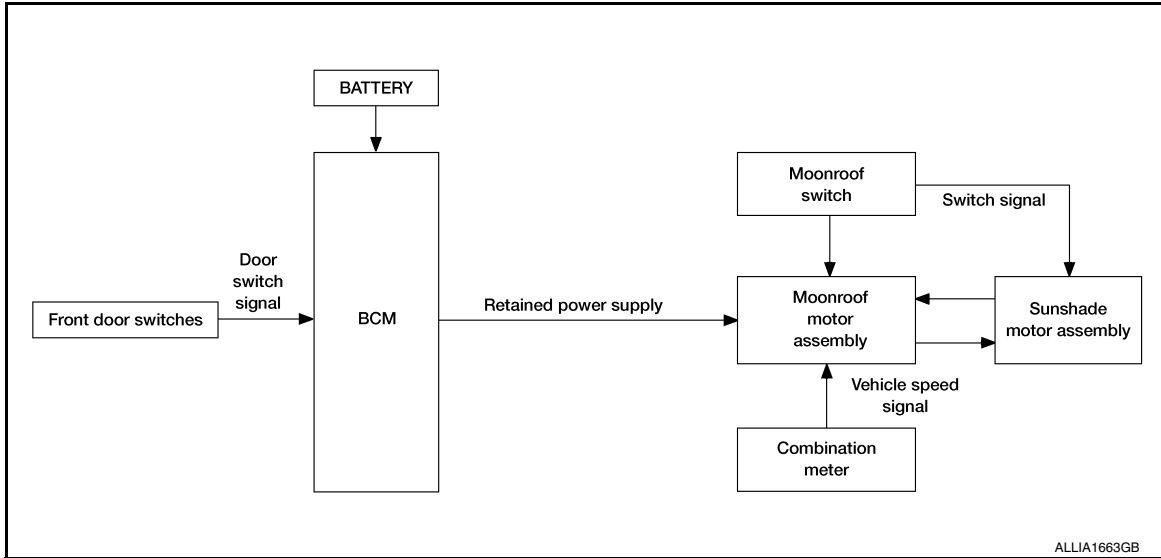 BATTERY
Front door switches
Door
switch
signal
BCM
Retained power supply
Moonroof
switch
Switch signal
Moonroof
motor
assembly
Sunshade
motor assembly
Vehicle speed
signal
Combination
meter
ALLIA1663GB